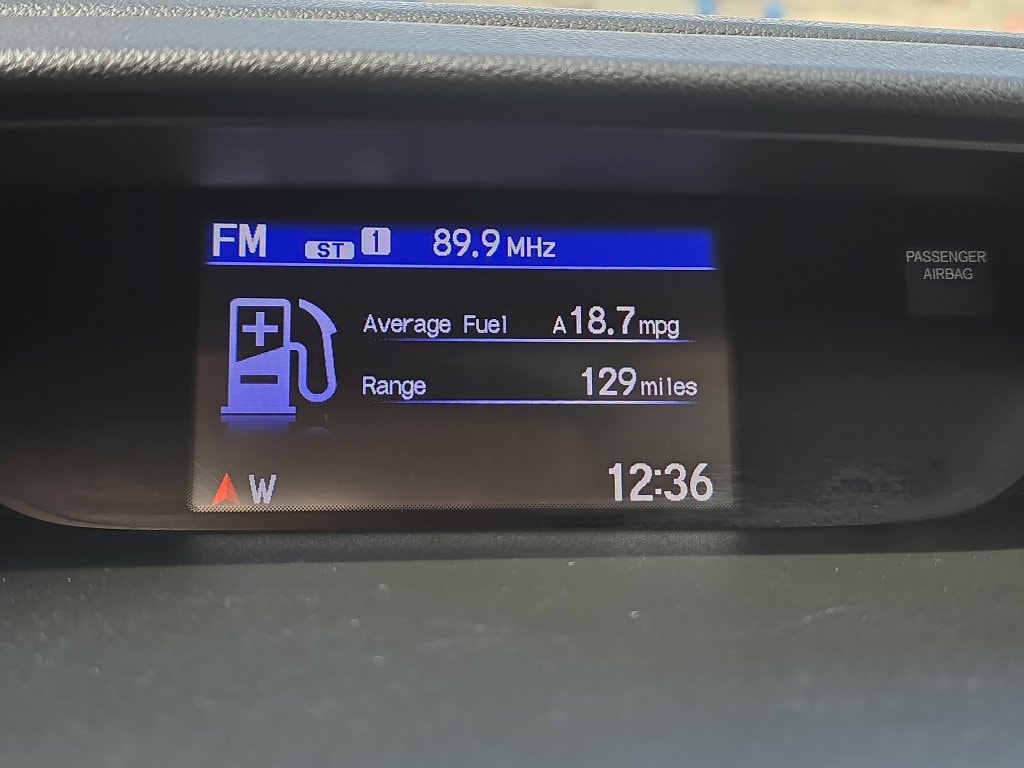 FM ST 1 89.9 MHz
PASSENGER
AIRBAG
Average Fuel A 18.7 mpg
Range 129 miles
W 12:36